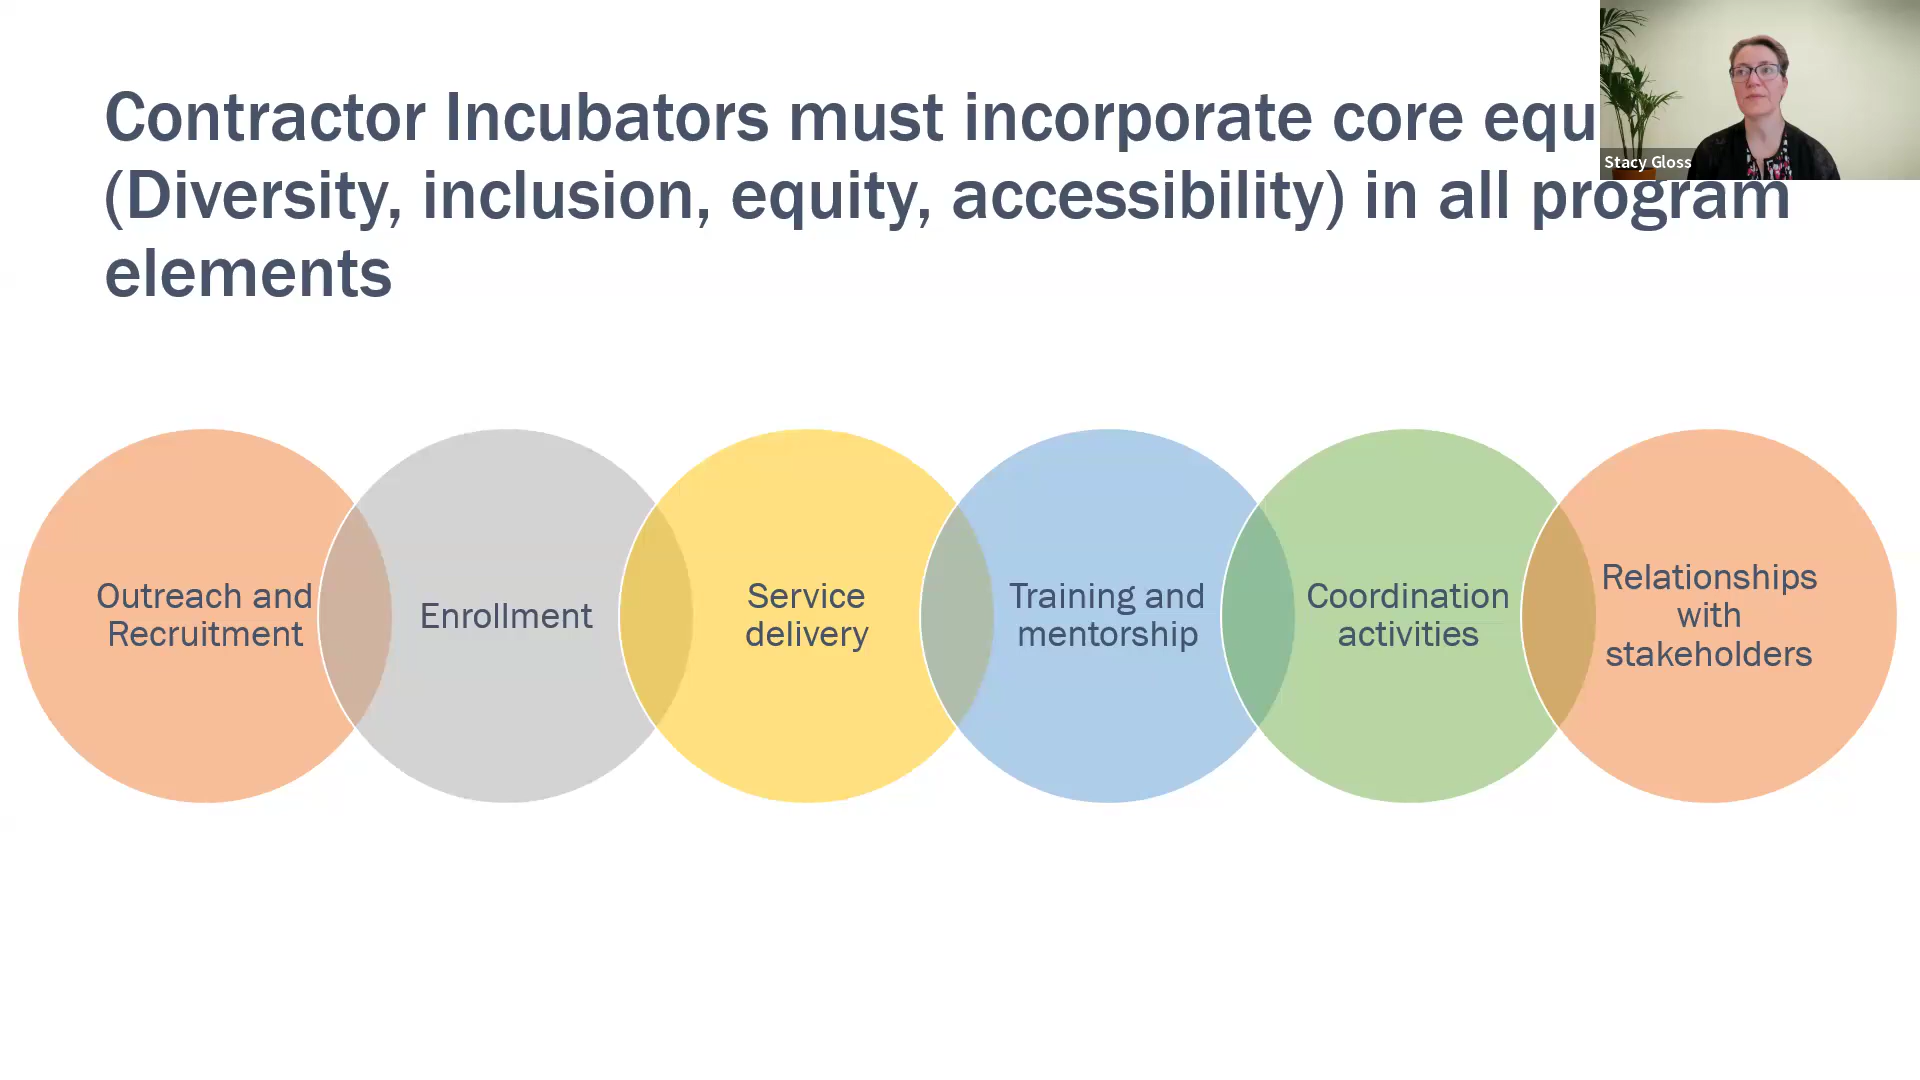 Contractor Incubators must incorporate core
(Diversity, inclusion, equity, accessibility) in all program
elements
Stacy Gloss
Outreach and
Recruitment
Enrollment
Service
delivery
Training and
mentorship
Coordination
activities
Relationships
with
stakeholders